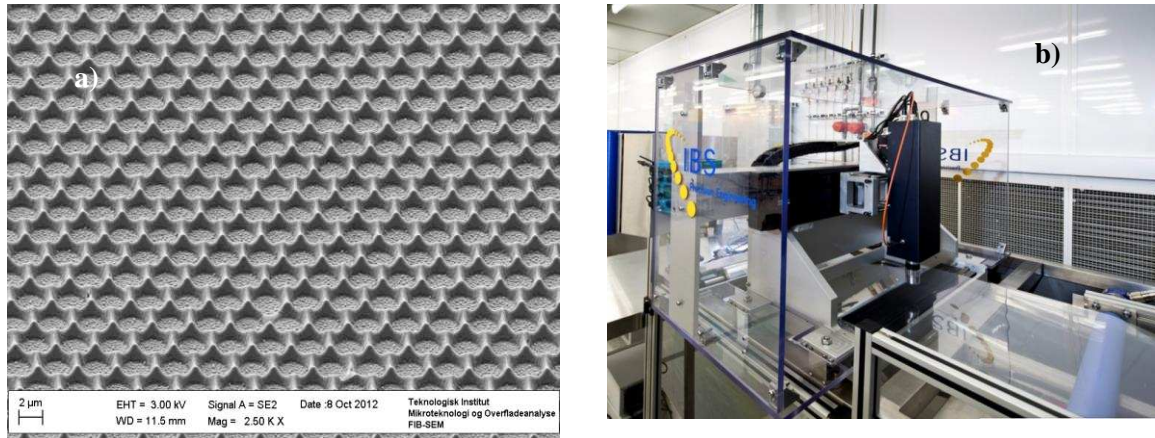 a)
2 µm
EHT = 3.00 kV
WD = 11.5 mm
Signal A = SE2
Mag = 2.50 K X
Date :8 Oct 2012
Teknologisk Institut
Mikroteknologi og Overfladeanalyse
FIB-SEM
b)
IBS
Precision Engineering
IBS
IBS